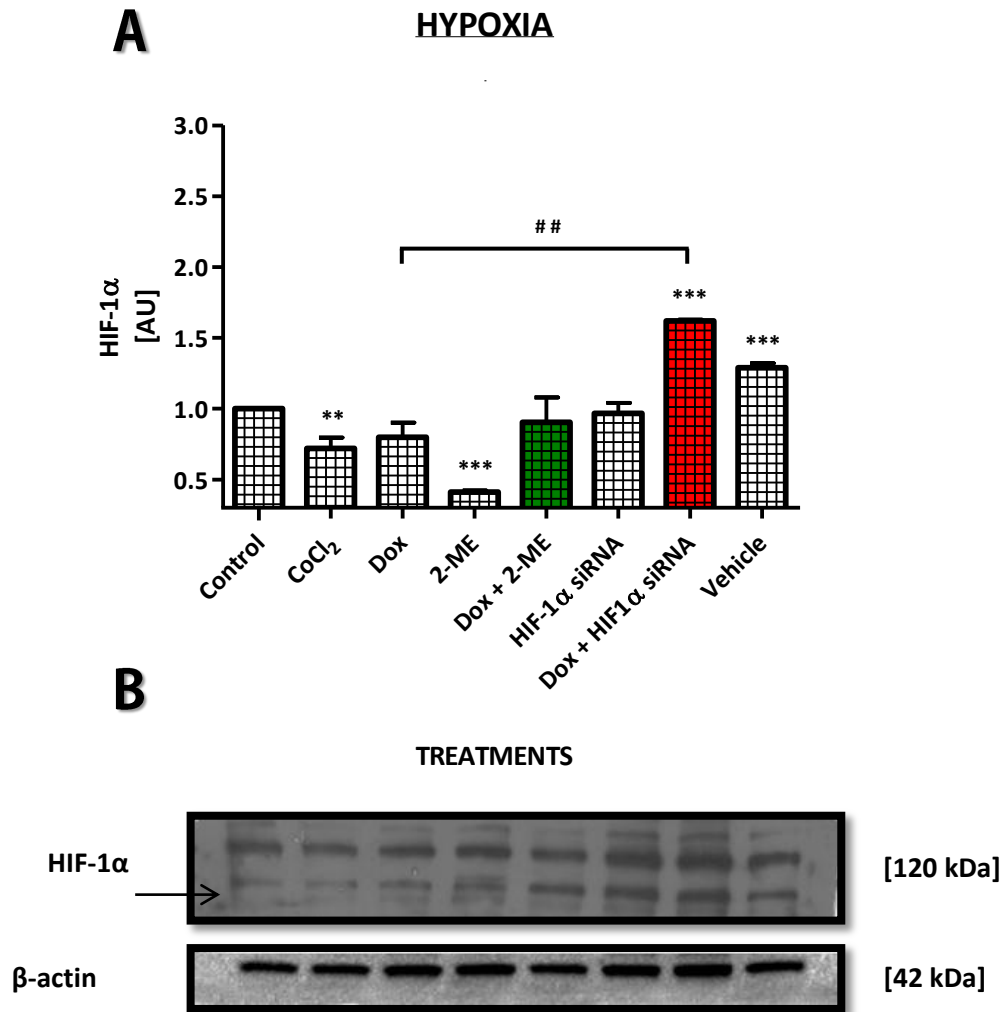 A
HYPOXIA
3.0
2.5
2.0
1.5
1.0
0.5
HIF-1α
[AU]
##
**
***
***
***
Control
CoCl₂
Dox
2-ME
Dox + 2-ME
HIF-1α siRNA
Dox + HIF1α siRNA
Vehicle
B
TREATMENTS
HIF-1α
[120 kDa]
β-actin
[42 kDa]